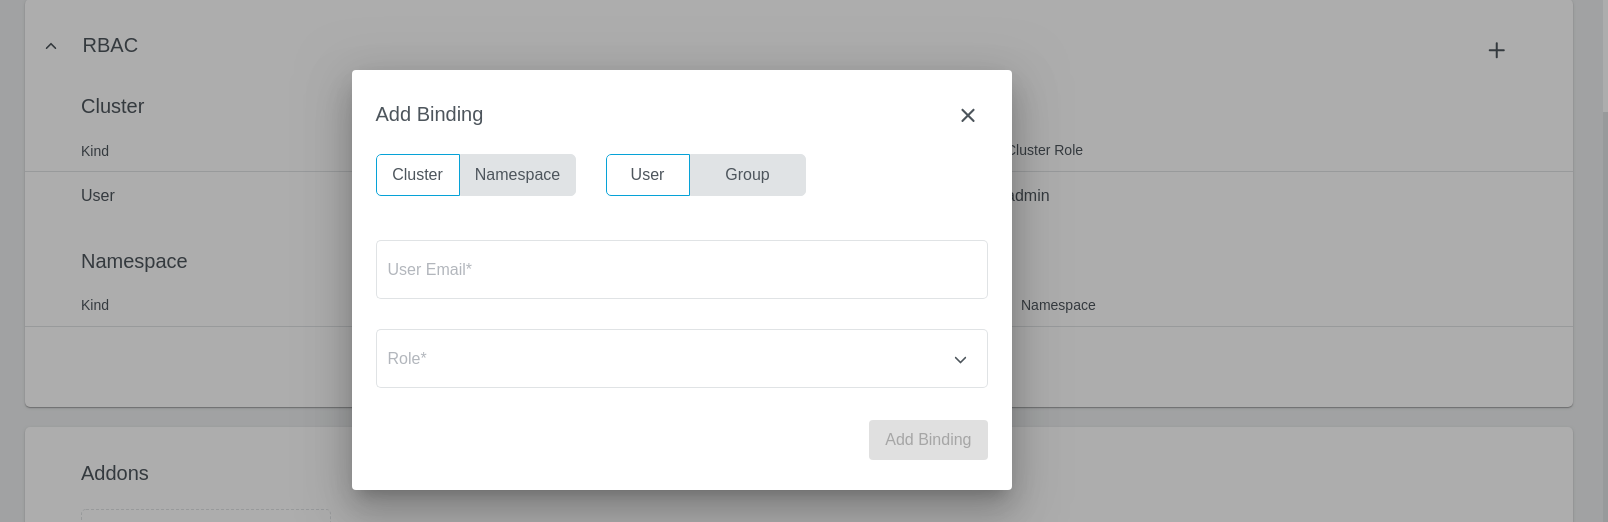 RBAC
Cluster
Kind
Cluster Role
User
admin
Namespace
Kind
Namespace
Addons
Add Binding
Cluster Namespace User Group
User Email*
Role*
Add Binding